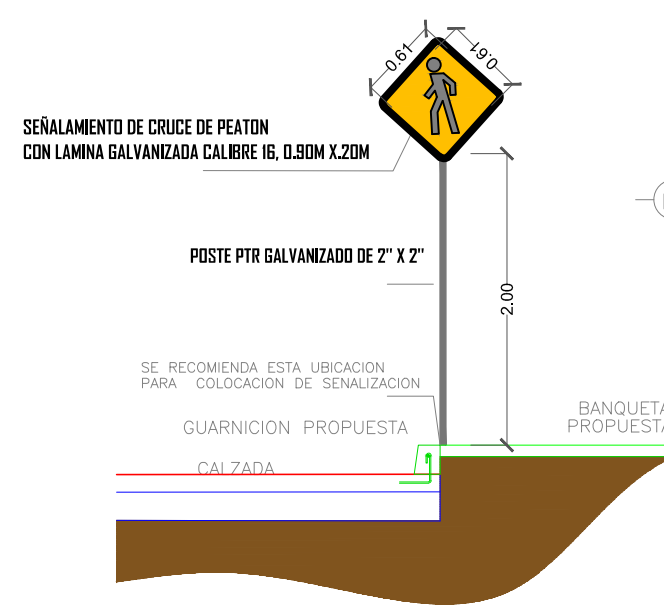 0.61
0.61
SEÑALAMIENTO DE CRUCE DE PEATON
CON LAMINA GALVANIZADA CALIBRE 16, 0.90M X.20M
POSTE PTR GALVANIZADO DE 2" X 2"
2.00
SE RECOMIENDA ESTA UBICACION
PARA COLOCACION DE SENALIZACION
GUARNICION PROPUESTA
BANQUETA
PROPUESTA
CALZADA